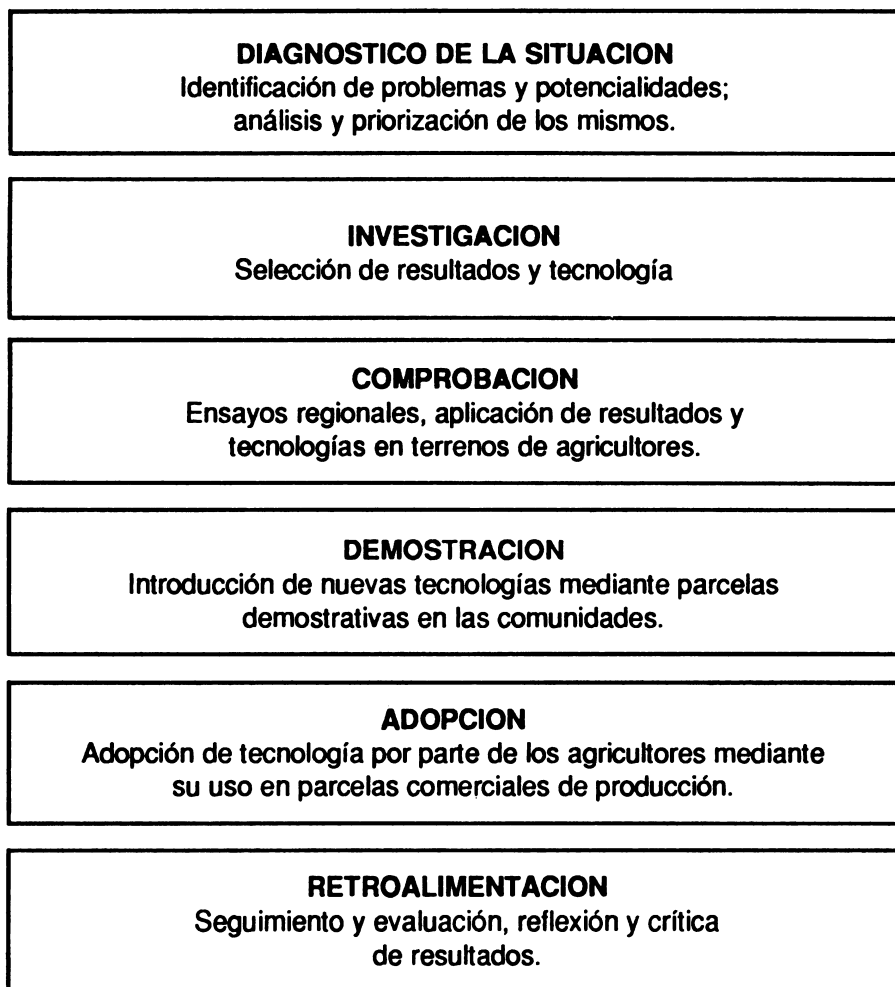 DIAGNOSTICO DE LA SITUACION
Identificación de problemas y potencialidades;
análisis y priorización de los mismos.
INVESTIGACION
Selección de resultados y tecnología
COMPROBACION
Ensayos regionales, aplicación de resultados y
tecnologías en terrenos de agricultores.
DEMOSTRACION
Introducción de nuevas tecnologías mediante parcelas
demostrativas en las comunidades.
ADOPCION
Adopción de tecnología por parte de los agricultores mediante
su uso en parcelas comerciales de producción.
RETROALIMENTACION
Seguimiento y evaluación, reflexión y crítica
de resultados.